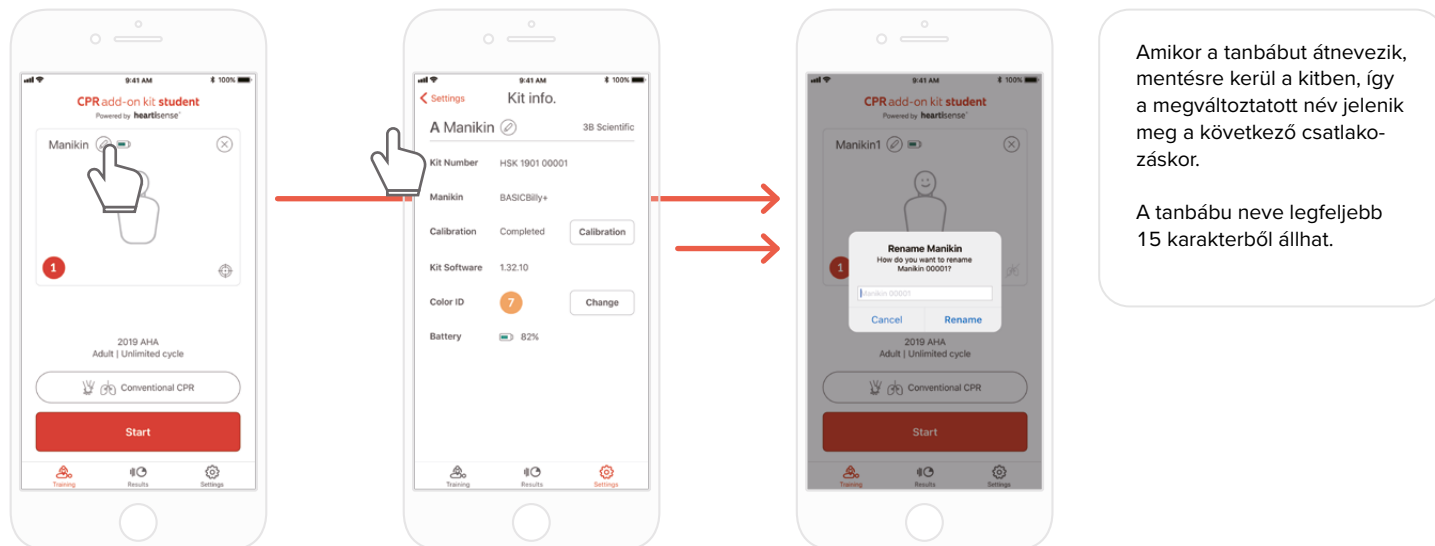 9:41 AM
100%
CPR add-on kit student
Powered by heartisense
Manikin
1
2019 AHA
Adult | Unlimited cycle
Conventional CPR
Start
Training
Results
Settings
9:41 AM
100%
Settings
Kit info.
A Manikin
3B Scientific
Kit Number HSK 1901 00001
Manikin BASICBilly+
Calibration Completed Calibration
Kit Software 1.32.10
Color ID 7 Change
Battery 82%
Training
Results
Settings
9:41 AM
100%
CPR add-on kit student
Powered by heartisense
Manikin1
1
Rename Manikin
How do you want to rename
Manikin 00001?
Manikin 00001
Cancel Rename
2019 AHA
Adult | Unlimited cycle
Conventional CPR
Start
Training
Results
Settings
Amikor a tanbábut átnevezik,
mentésre kerül a kitben, így
a megváltoztatott név jelenik
meg a következő csatlako-
záskor.
A tanbábu neve legfeljebb
15 karakterből állhat.